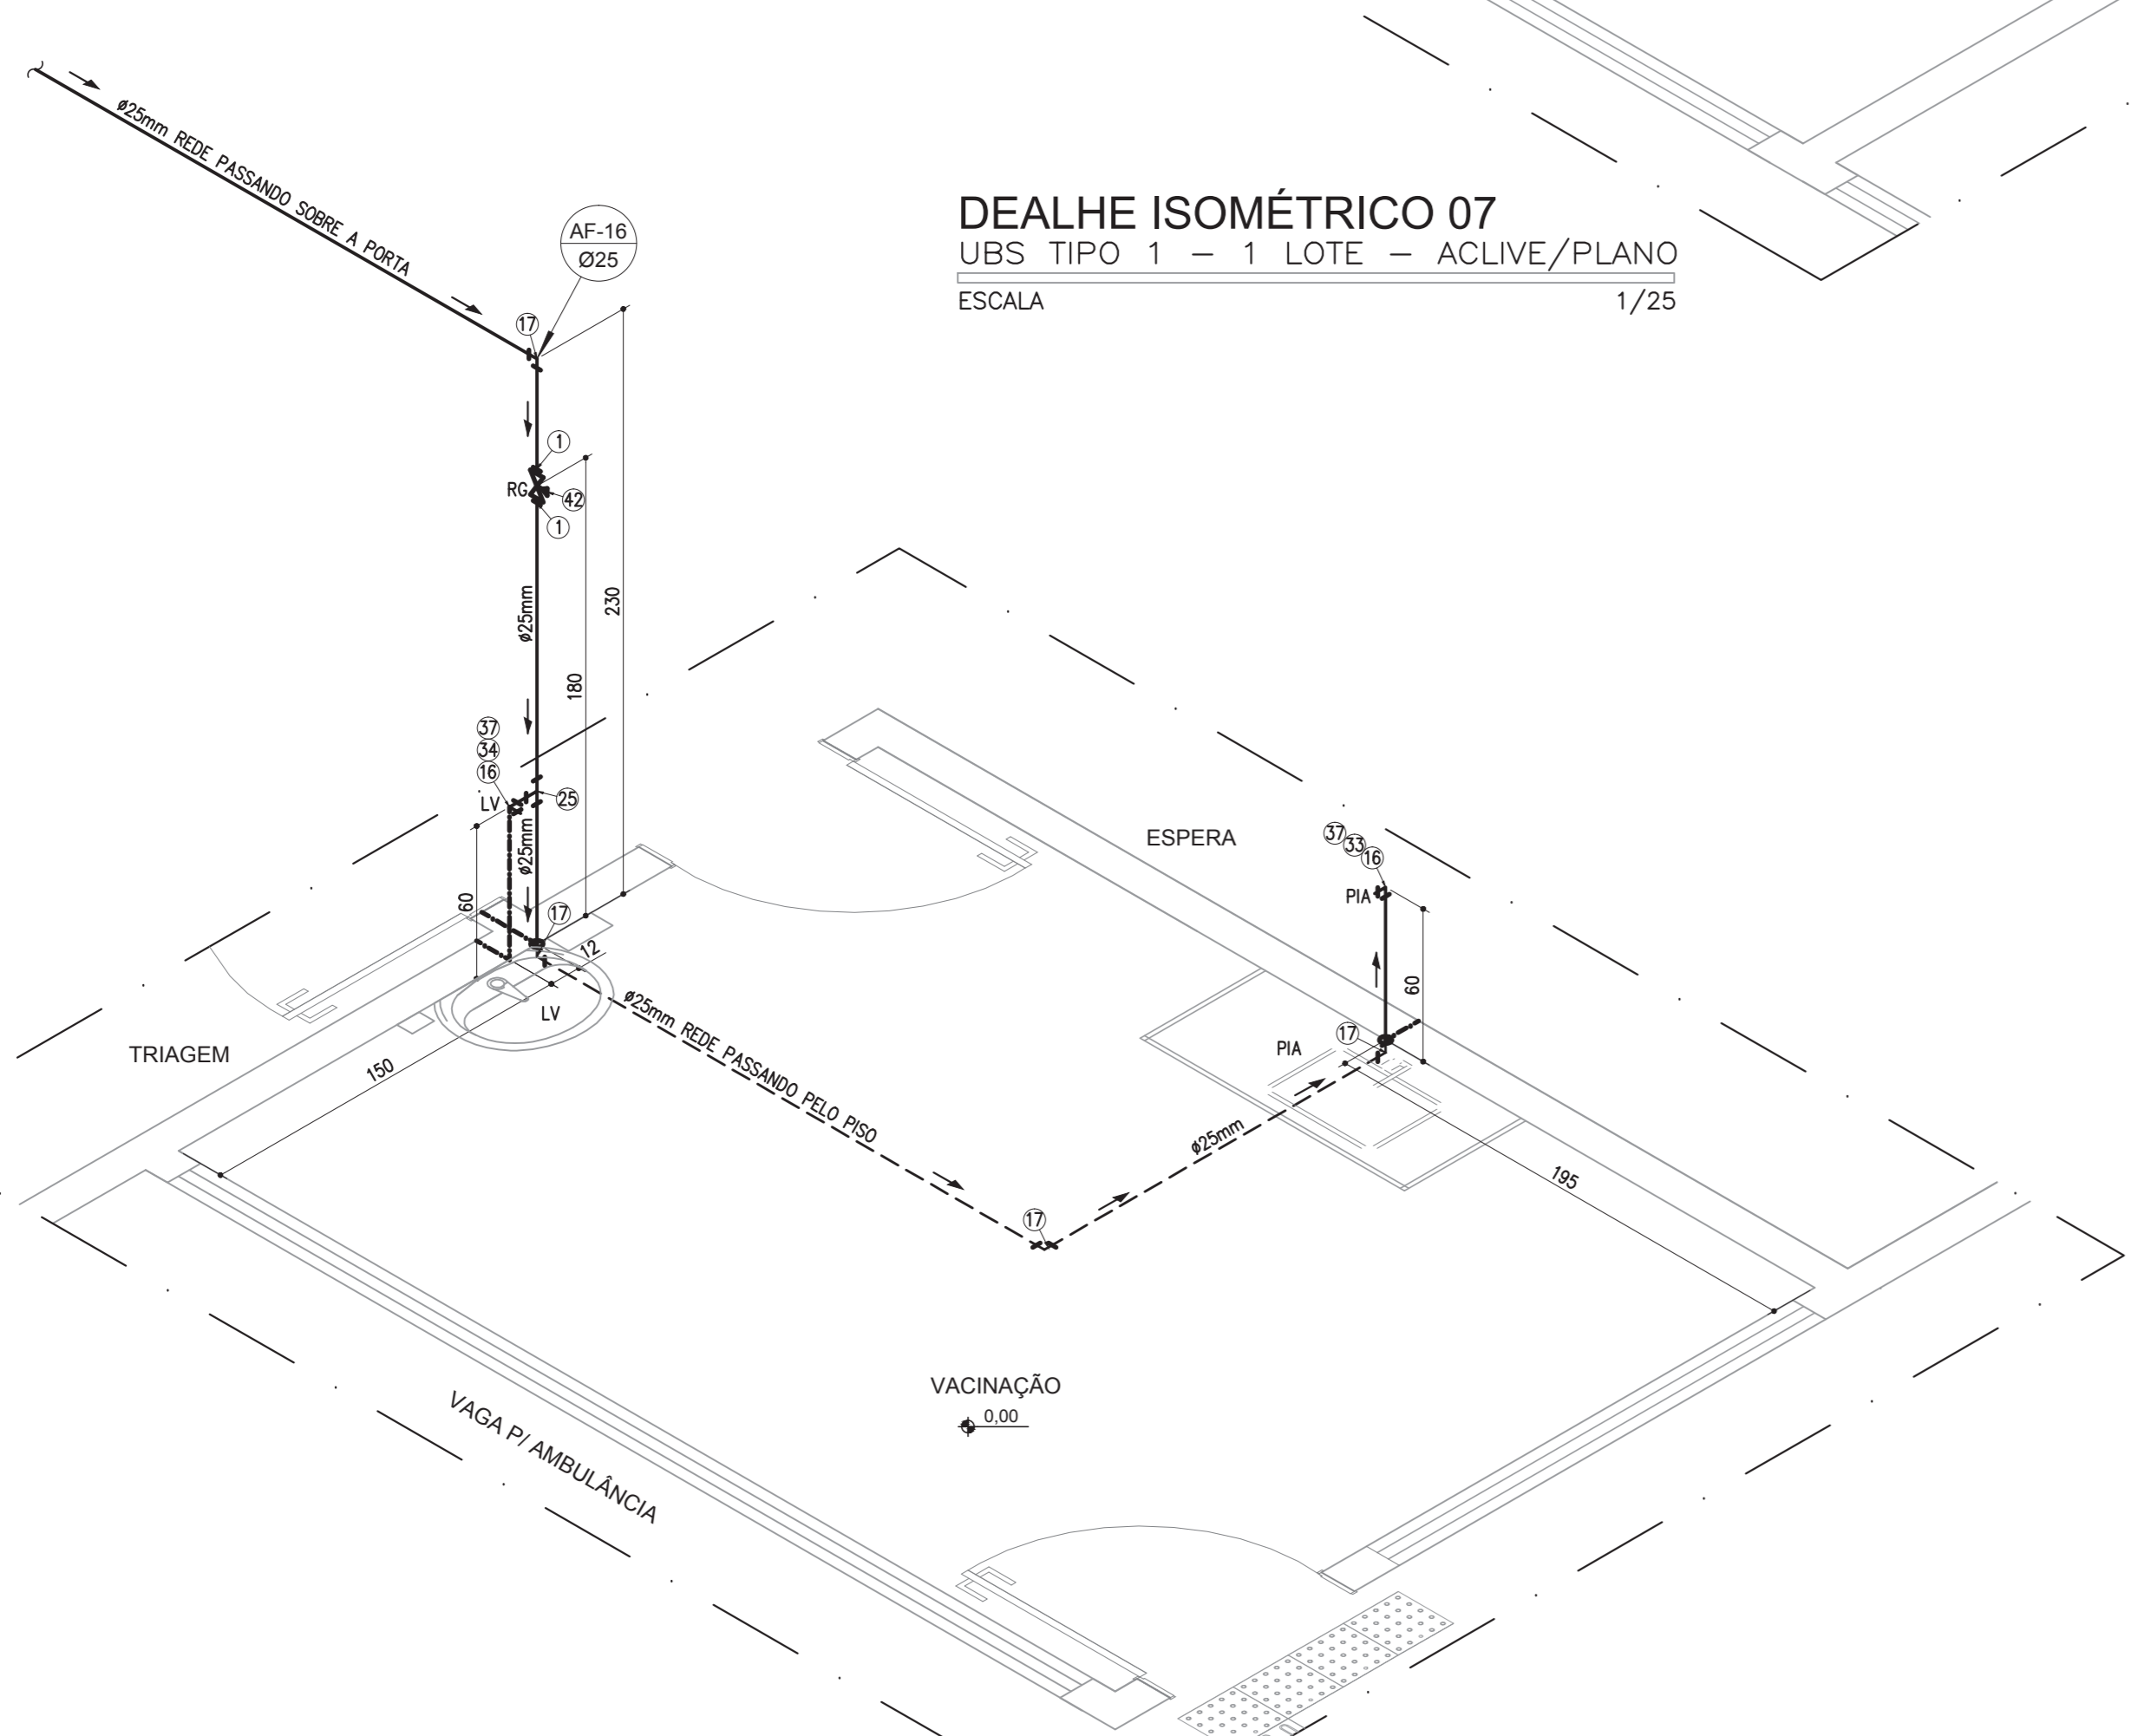 ø25mm REDE PASSANDO SOBRE A PORTA
AF-16
Ø25
DEALHE ISOMÉTRICO 07
UBS TIPO 1 – 1 LOTE – ACLIVE/PLANO
ESCALA 1/25
17
1
RG
42
1
ø25mm
230
180
37
34
16
LV
25
ø25mm
60
17
12
LV
ø25mm REDE PASSANDO PELO PISO
TRIAGEM
150
ESPERA
37
33
16
PIA
60
17
PIA
ø25mm
195
17
VACINAÇÃO
0,00
VAGA P/ AMBULÂNCIA